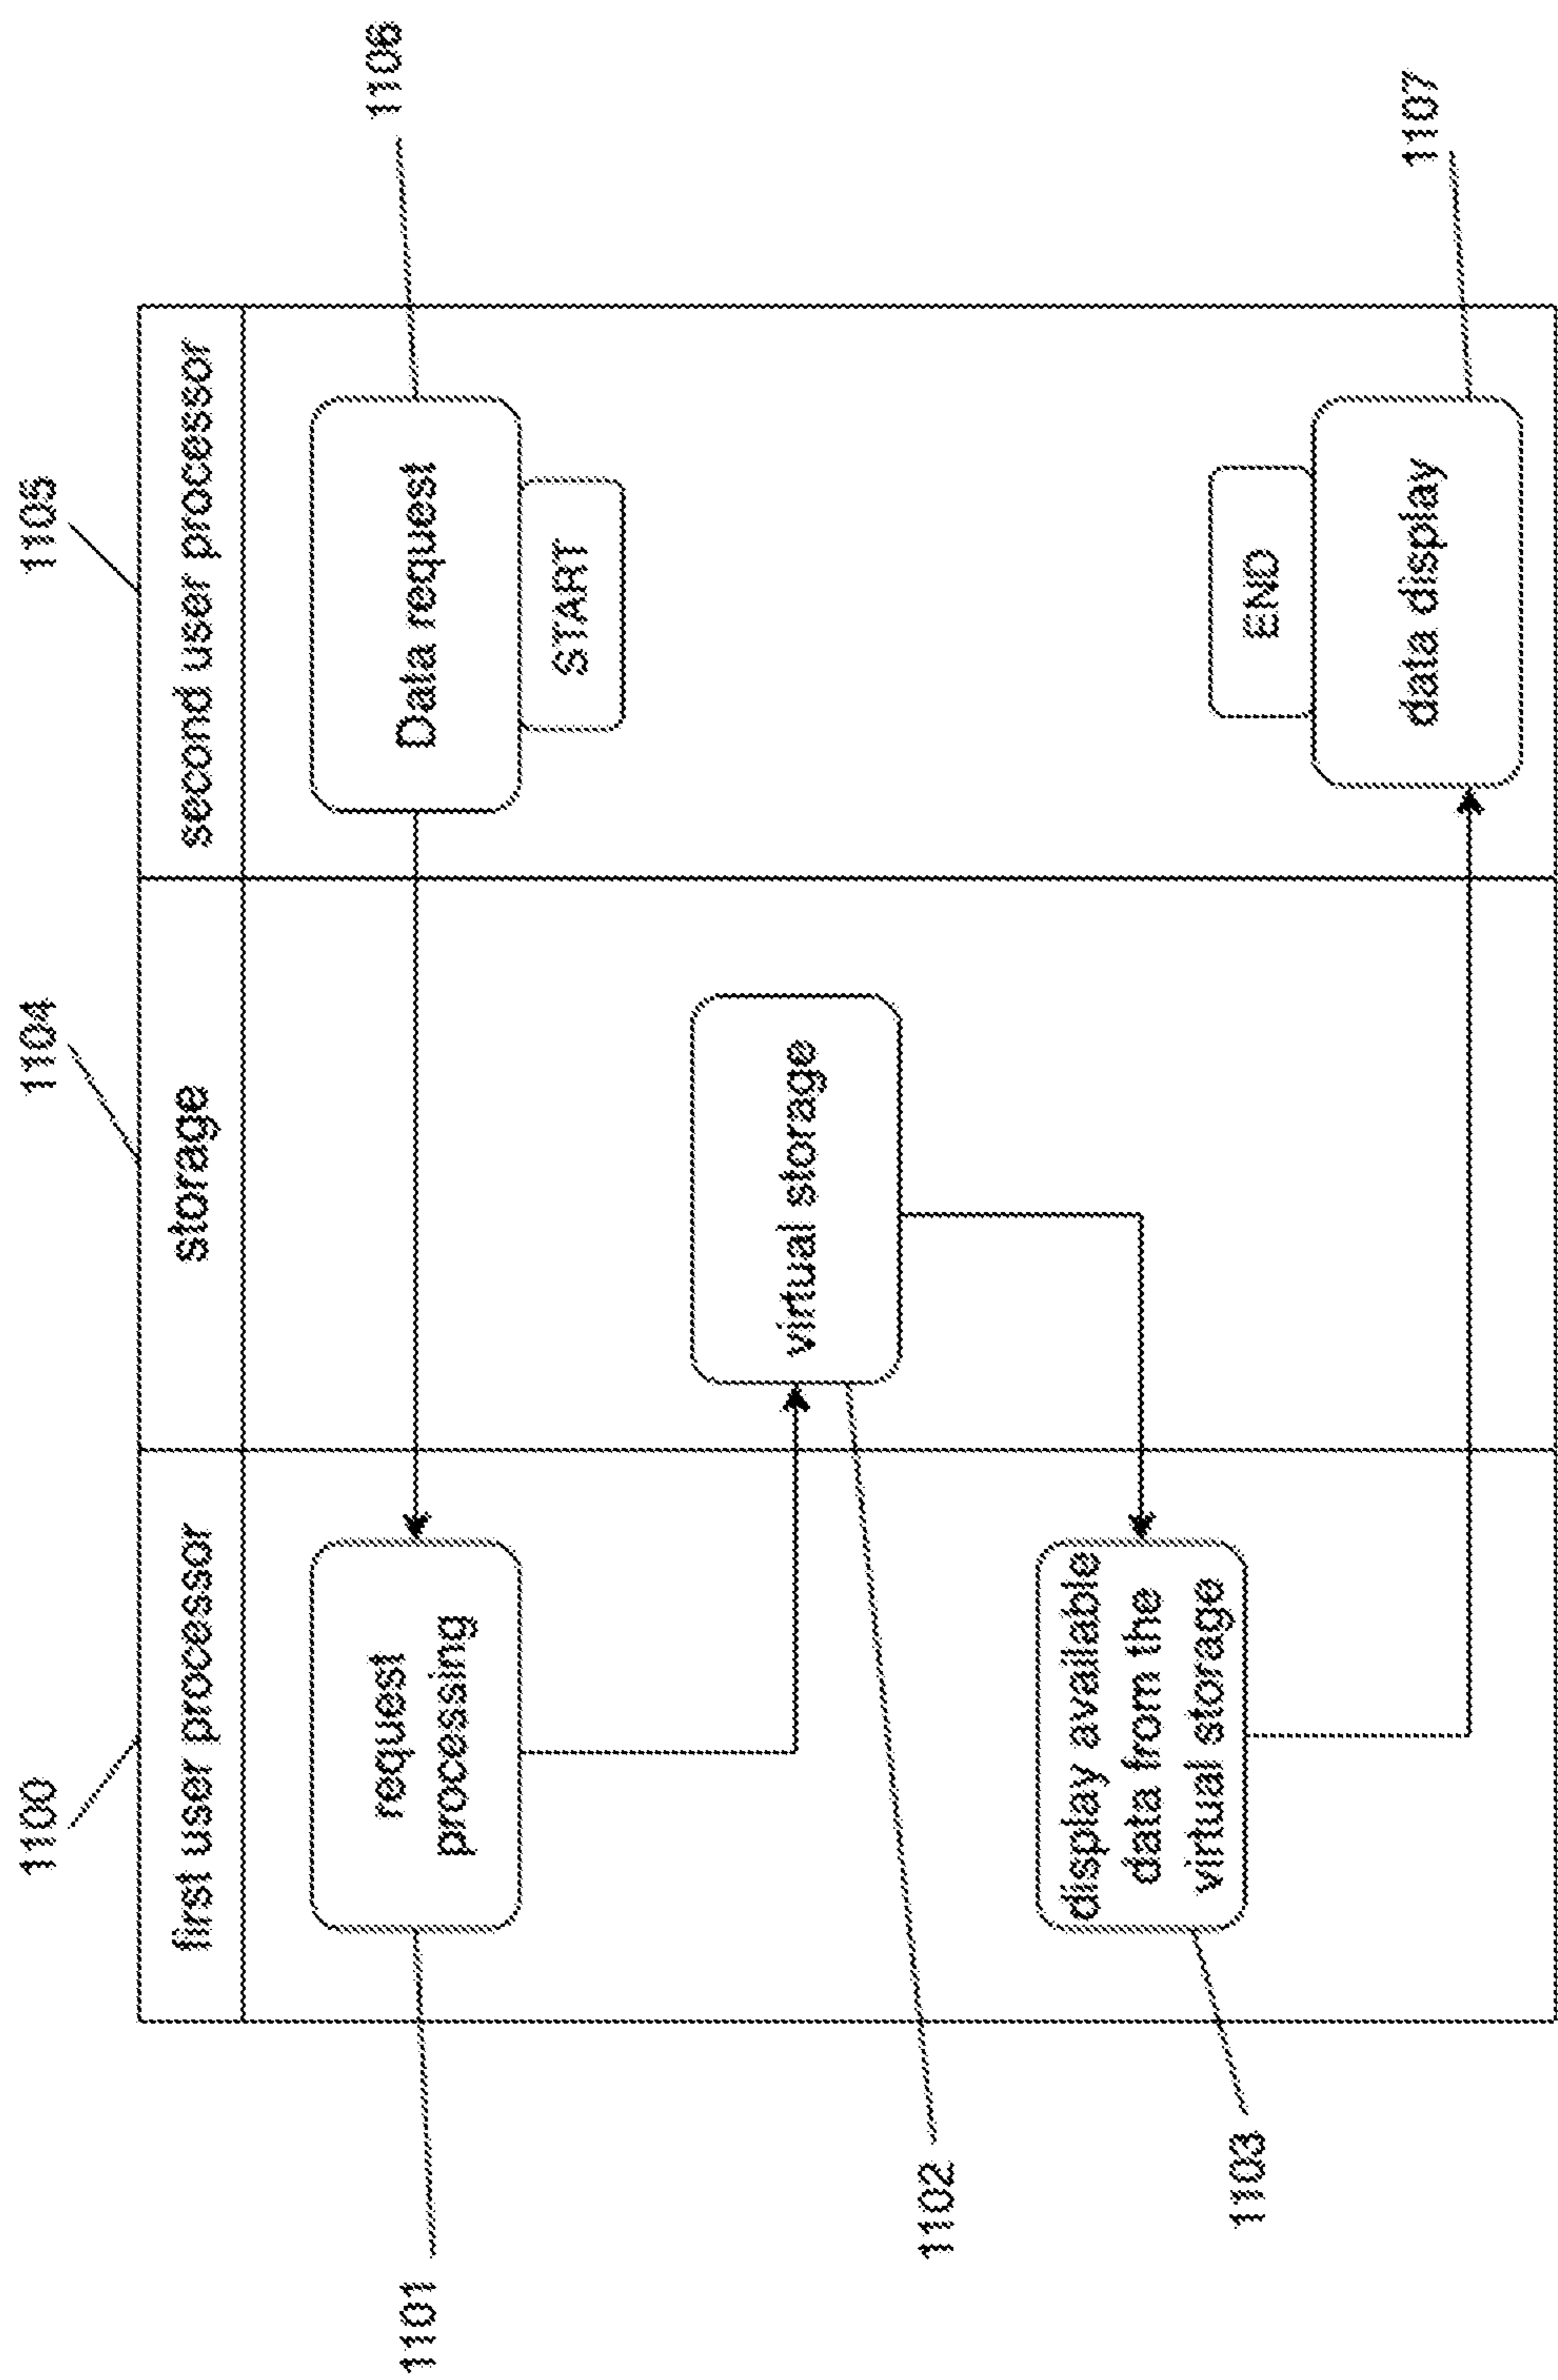 1100
1104
1105
first user processor
storage
second user processor
request
processing
Data request
START
1106
1101
virtual storage
1102
display available
data from the
virtual storage
END
data display
1107
1103